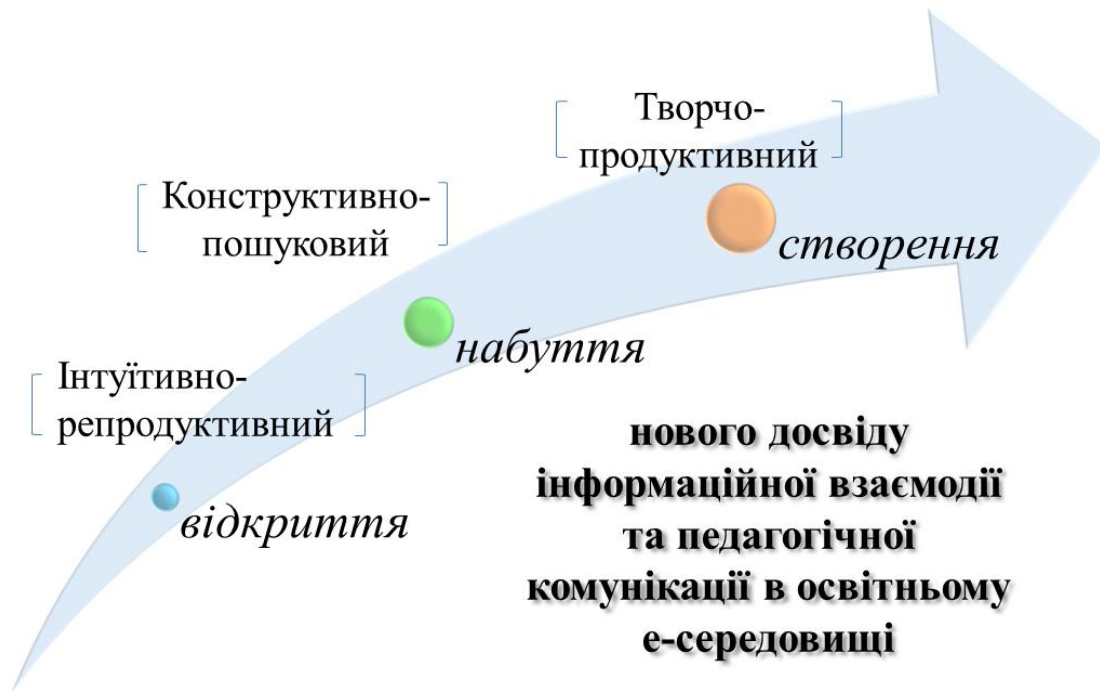 Творчо-
продуктивний
створення
Конструктивно-
пошуковий
набуття
Інтуїтивно-
репродуктивний
відкриття
нового досвіду
інформаційної взаємодії
та педагогічної
комунікації в освітньому
е-середовищі